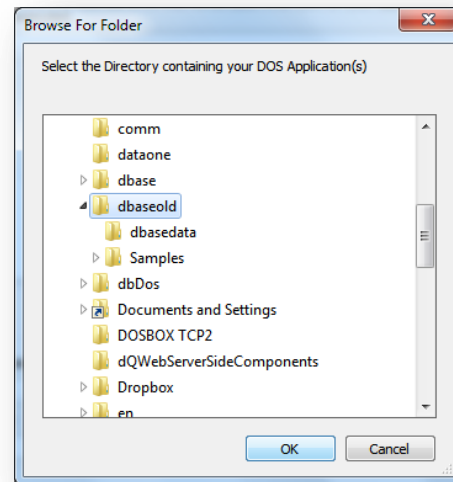 Browse For Folder
Select the Directory containing your DOS Application(s)
comm
dataone
dbase
dbaseold
dbasedata
Samples
dbDos
Documents and Settings
DOSBOX TCP2
dQWebServerSideComponents
Dropbox
en
OK
Cancel